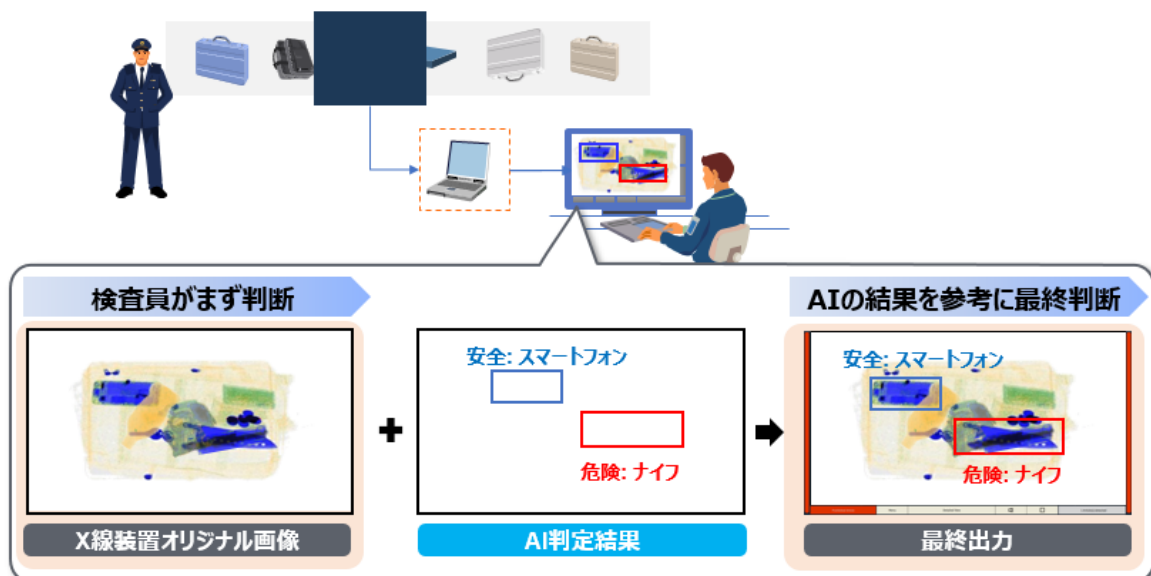 検査員がまず判断
AIの結果を参考に最終判断
安全: スマートフォン
危険: ナイフ
安全: スマートフォン
危険: ナイフ
X線装置オリジナル画像
AI判定結果
最終出力